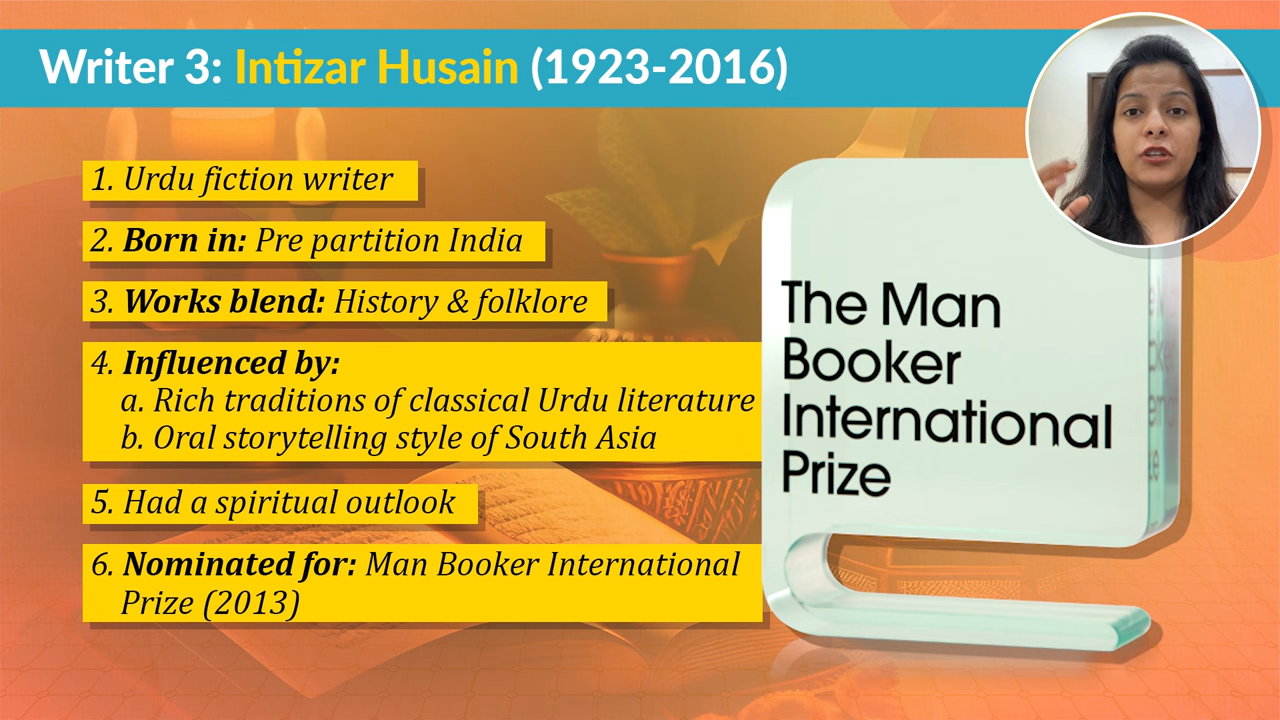 Writer 3: Intizar Husain (1923-2016)
1. Urdu fiction writer
2. Born in: Pre partition India
3. Works blend: History & folklore
4. Influenced by:
a. Rich traditions of classical Urdu literature
b. Oral storytelling style of South Asia
5. Had a spiritual outlook
6. Nominated for: Man Booker International
Prize (2013)
The Man
Booker
International
Prize